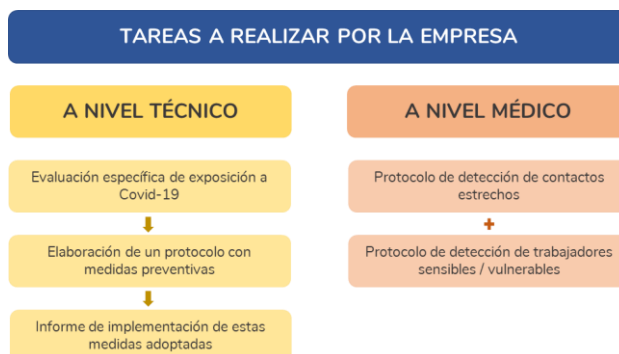 TAREAS A REALIZAR POR LA EMPRESA
A NIVEL TÉCNICO
Evaluación específica de exposición a
Covid-19
Elaboración de un protocolo con
medidas preventivas
Informe de implementación de estas
medidas adoptadas
A NIVEL MÉDICO
Protocolo de detección de contactos
estrechos
+
Protocolo de detección de trabajadores
sensibles / vulnerables